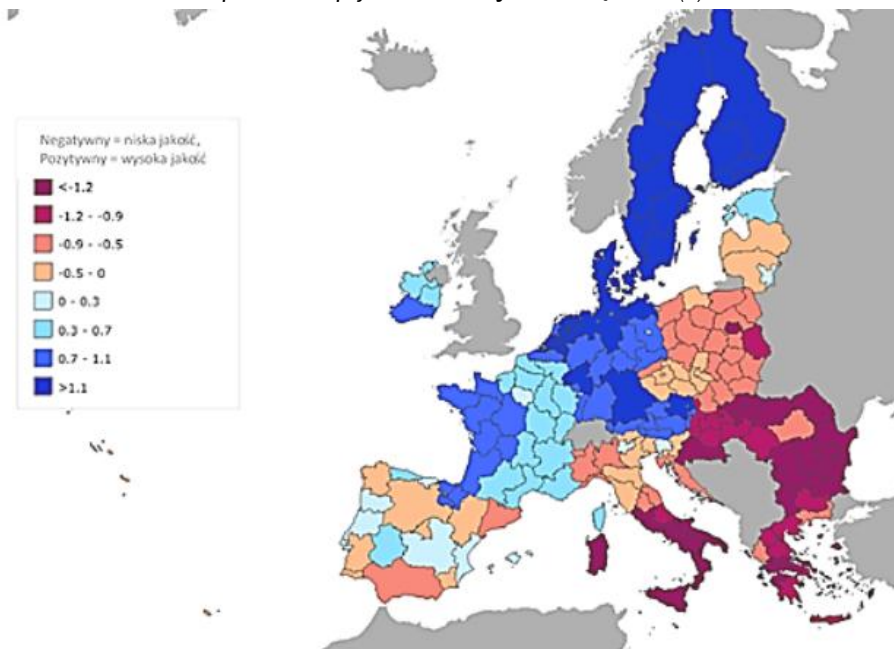 Negatywny = niska jakość,
Pozytywny = wysoka jakość
<-1.2
-1.2 - -0.9
-0.9 - -0.5
-0.5 - 0
0 - 0.3
0.3 - 0.7
0.7 - 1.1
>1.1